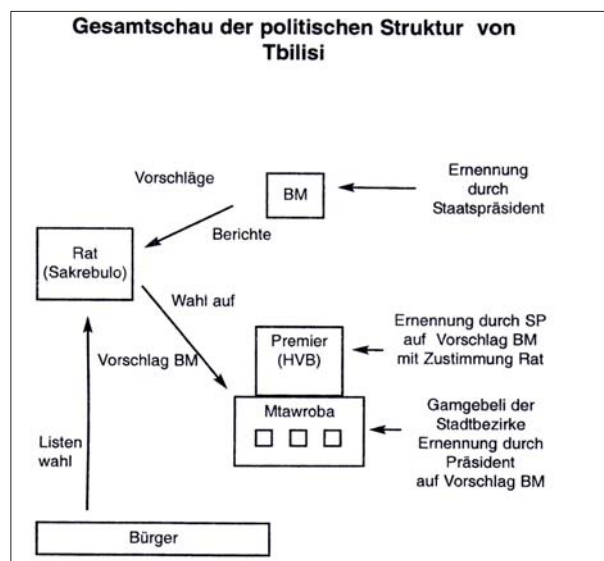 Gesamtschau der politischen Struktur von
Tbilisi
Vorschläge
BM
Ernennung
durch
Staatspräsident
Berichte
Rat
(Sakrebulo)
Wahl auf
Vorschlag BM
Premier
(HVB)
Ernennung durch SP
auf Vorschlag BM
mit Zustimmung Rat
Mtawroba
Gamgebeli der
Stadtbezirke
Ernennung durch
Präsident
auf Vorschlag BM
Listen
wahl
Bürger